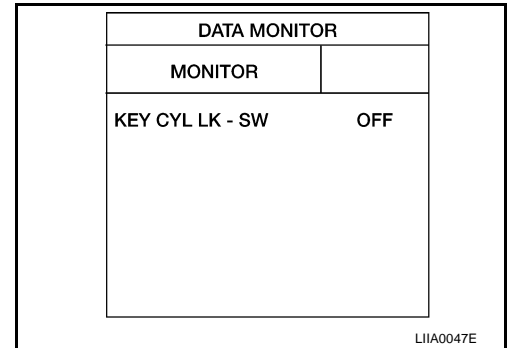 DATA MONITOR
MONITOR
KEY CYL LK - SW OFF
LIIA0047E